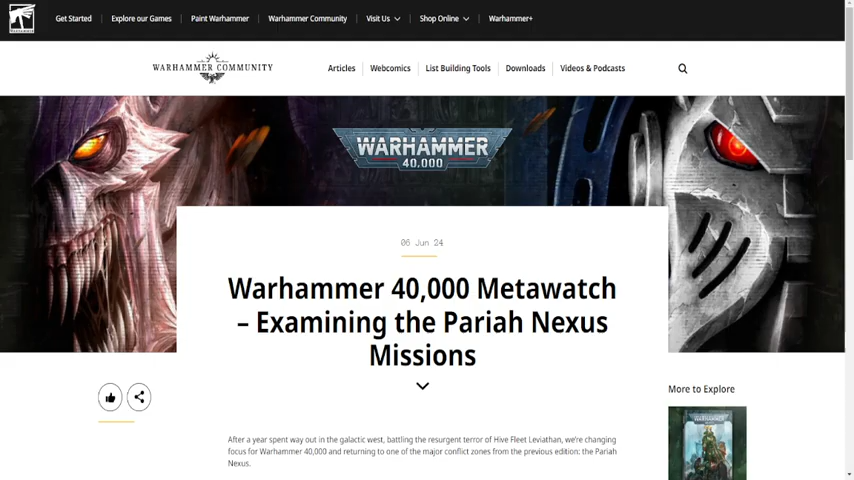 Get Started
Explore our Games
Paint Warhammer
Warhammer Community
Visit Us
Shop Online
Warhammer+
WARHAMMER COMMUNITY
Articles
Webcomics
List Building Tools
Downloads
Videos & Podcasts
WARHAMMER
40,000
06 Jun 24
Warhammer 40,000 Metawatch
– Examining the Pariah Nexus
Missions
More to Explore
WARHAMMER
After a year spent way out in the galactic west, battling the resurgent terror of Hive Fleet Leviathan, we're changing
focus for Warhammer 40,000 and returning to one of the major conflict zones from the previous edition: the Pariah
Nexus.